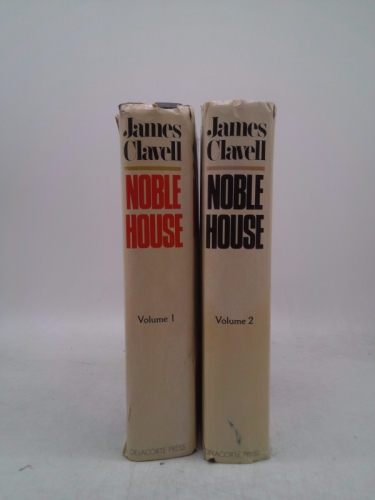 James
Clavell
NOBLE
HOUSE
Volume 1
DELACORTE PRESS
James
Clavell
NOBLE
HOUSE
Volume 2
DELACORTE PRESS